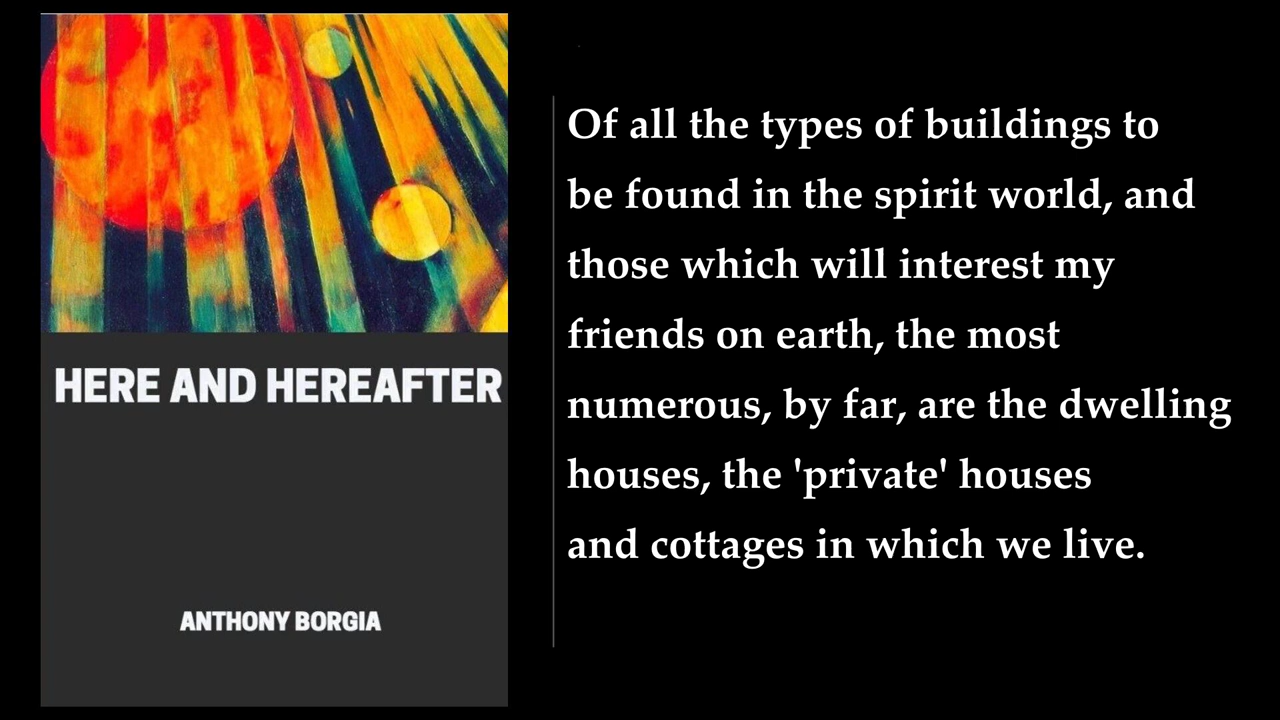 HERE AND HEREAFTER
ANTHONY BORGIA
Of all the types of buildings to
be found in the spirit world, and
those which will interest my
friends on earth, the most
numerous, by far, are the dwelling
houses, the 'private' houses
and cottages in which we live.